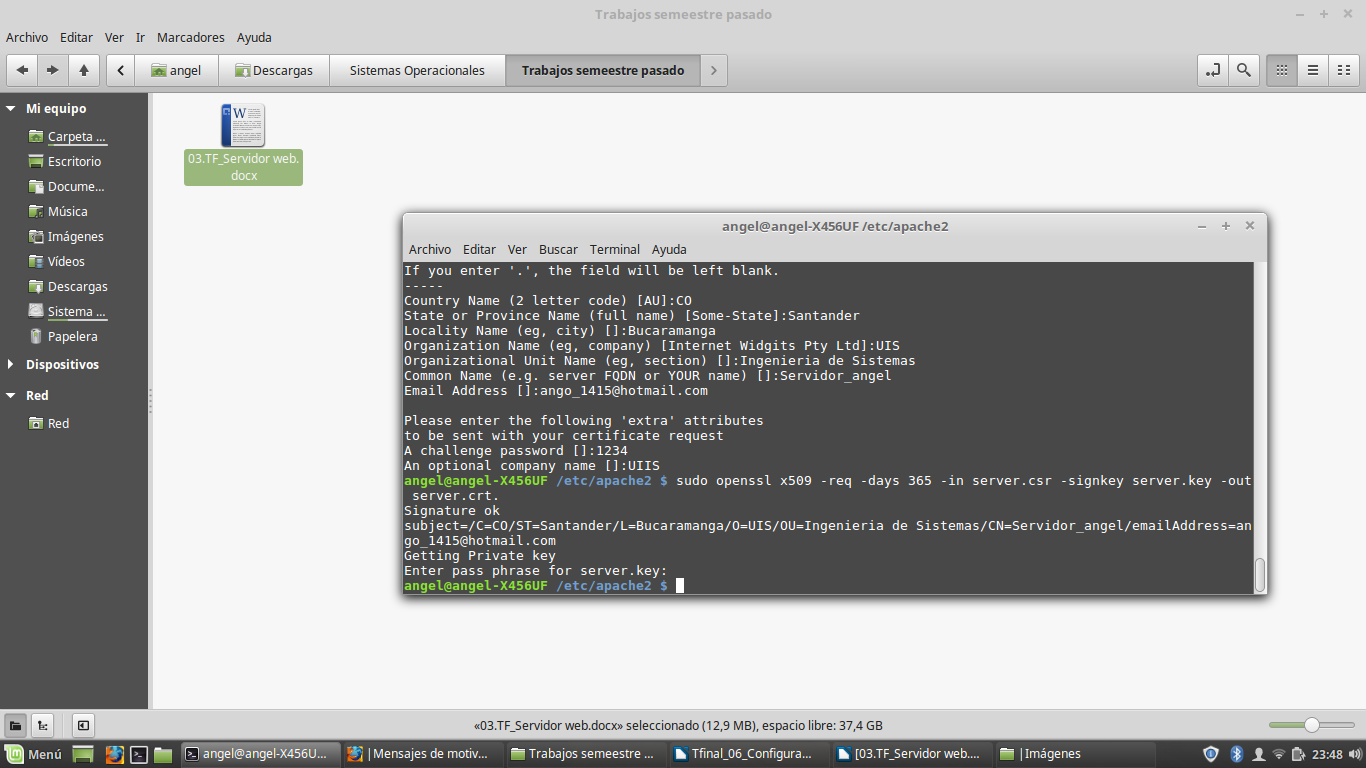 Trabajos semeestre pasado
Archivo Editar Ver Ir Marcadores Ayuda
angel Descargas Sistemas Operacionales Trabajos semeestre pasado
Mi equipo
Carpeta ...
Escritorio
Docume...
Música
Imágenes
Vídeos
Descargas
Sistema ...
Papelera
Dispositivos
Red
Red
03.TF_Servidor web.
docx
angel@angel-X456UF /etc/apache2
Archivo Editar Ver Buscar Terminal Ayuda
If you enter '.', the field will be left blank.
-----
Country Name (2 letter code) [AU]:CO
State or Province Name (full name) [Some-State]:Santander
Locality Name (eg, city) []:Bucaramanga
Organization Name (eg, company) [Internet Widgits Pty Ltd]:UIS
Organizational Unit Name (eg, section) []:Ingenieria de Sistemas
Common Name (e.g. server FQDN or YOUR name) []:Servidor_angel
Email Address []:ango_1415@hotmail.com
Please enter the following 'extra' attributes
to be sent with your certificate request
A challenge password []:1234
An optional company name []:UIIS
angel@angel-X456UF /etc/apache2 $ sudo openssl x509 -req -days 365 -in server.csr -signkey server.key -out
server.crt.
Signature ok
subject=/C=CO/ST=Santander/L=Bucaramanga/O=UIS/OU=Ingenieria de Sistemas/CN=Servidor_angel/emailAddress=an
go_1415@hotmail.com
Getting Private key
Enter pass phrase for server.key:
angel@angel-X456UF /etc/apache2 $
«03.TF_Servidor web.docx» seleccionado (12,9 MB), espacio libre: 37,4 GB
Menú angel@angel-X456U... |Mensajes de motiv... Trabajos semeestre ... Tfinal_06_Configura... [03.TF_Servidor web.... |Imágenes 23:48